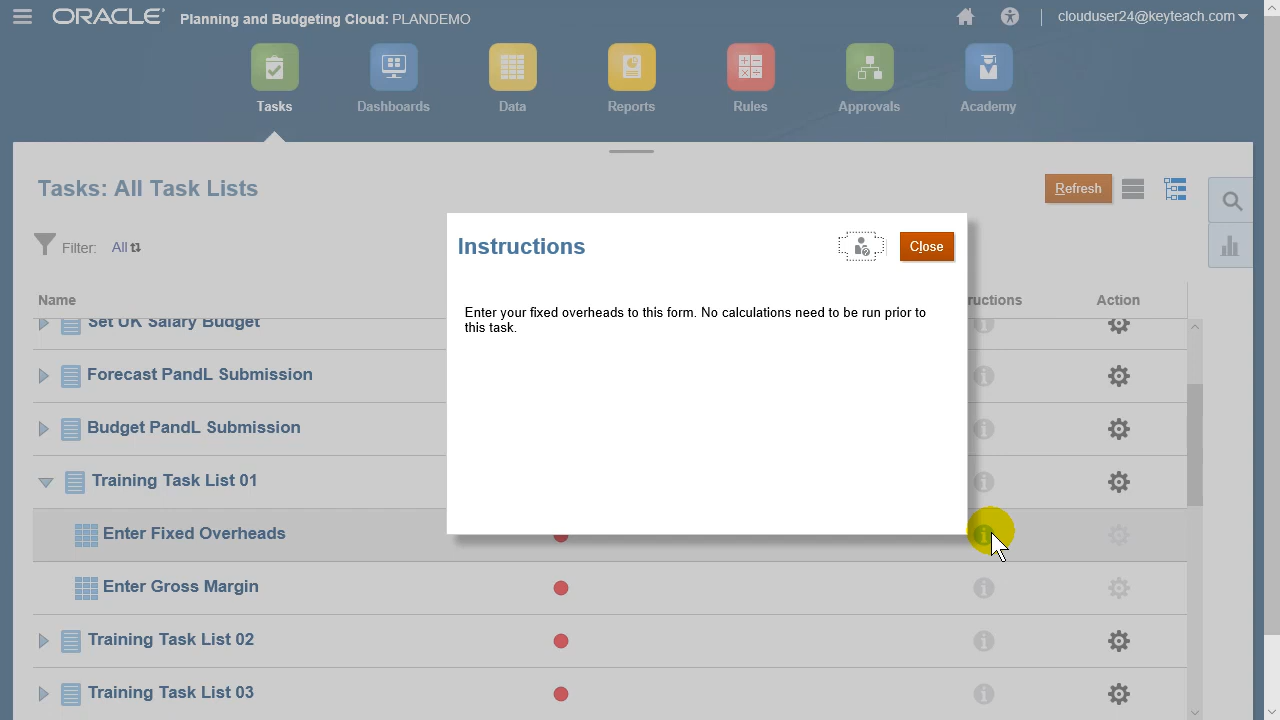 ORACLE Planning and Budgeting Cloud: PLANDEMO
clouduser24@keyteach.com
Tasks Dashboards Data Reports Rules Approvals Academy
Tasks: All Task Lists
Refresh
Filter: All
Instructions
Close
Name
ructions
Action
Enter your fixed overheads to this form. No calculations need to be run prior to
this task.
Set UK Salary Budget
Forecast PandL Submission
Budget PandL Submission
Training Task List 01
Enter Fixed Overheads
Enter Gross Margin
Training Task List 02
Training Task List 03